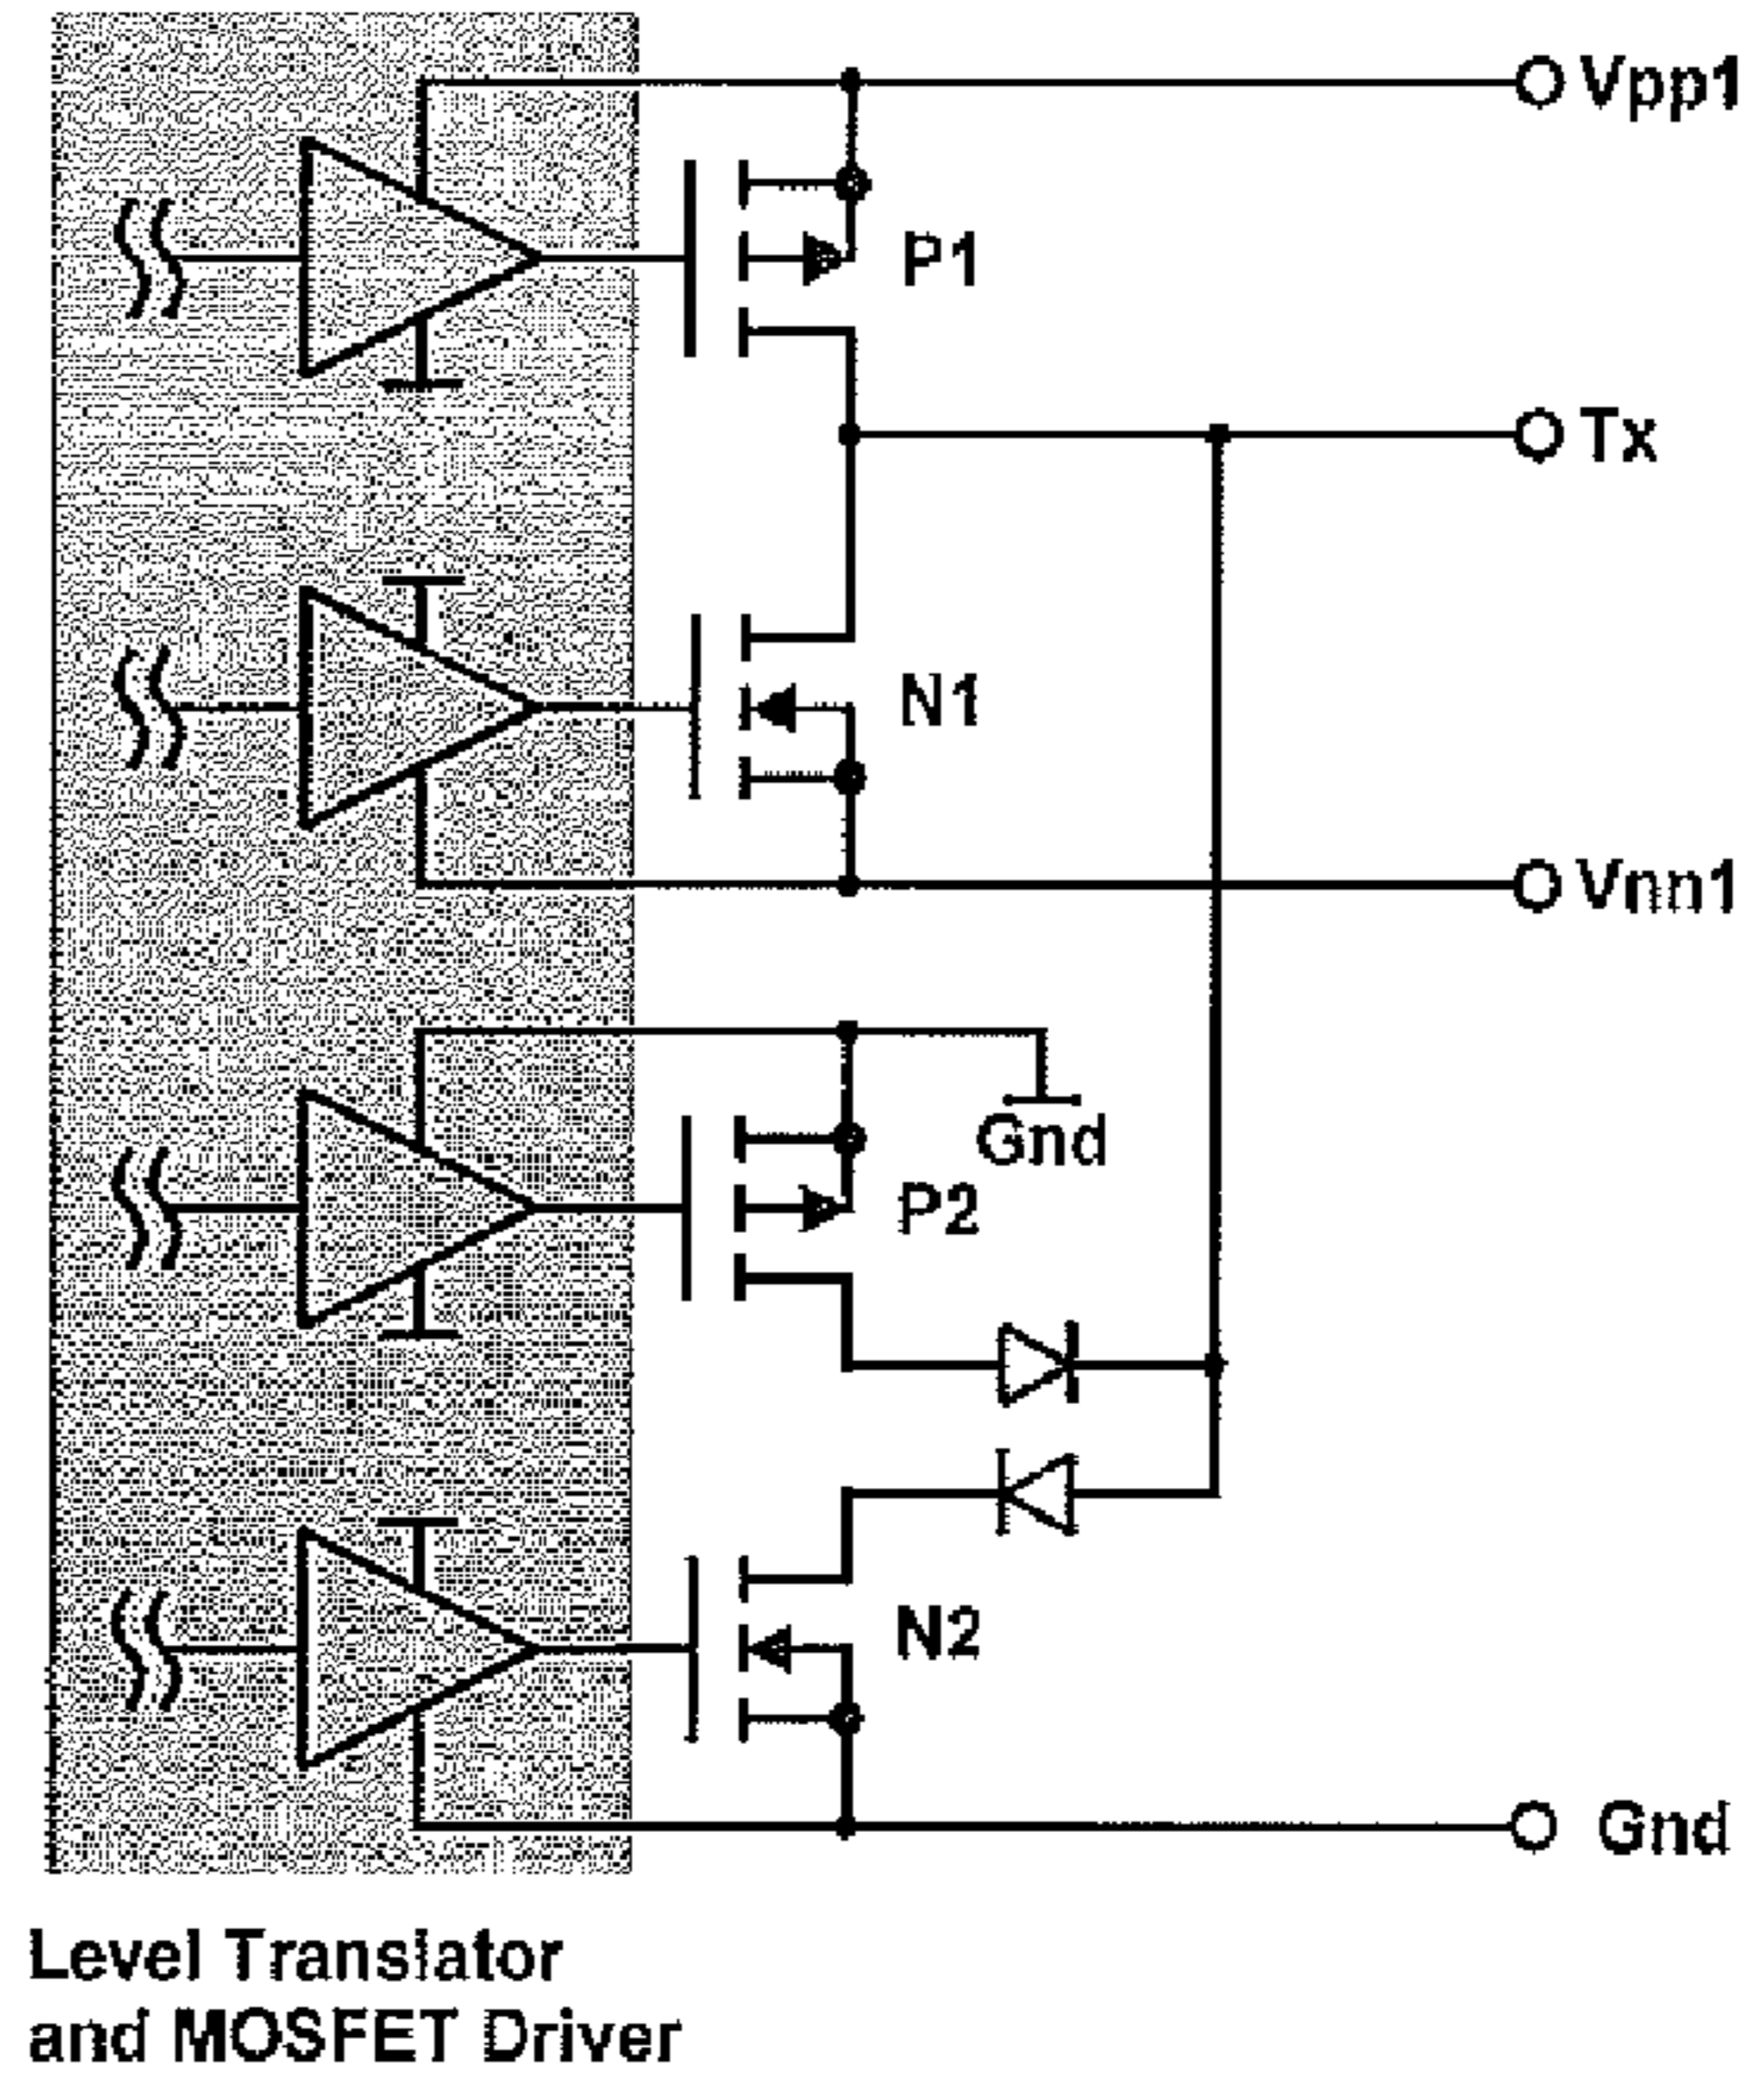 Vpp1
P1
Tx
N1
Vnn1
Gnd
P2
N2
Gnd
Level Translator
and MOSFET Driver